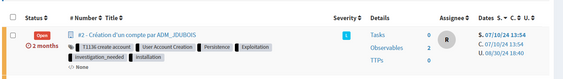 Status # Number Title Severity Details Assignee Dates S. C. U.
Open #2 - Création d'un compte par ADM_JDUBOIS E Tasks 0 R S. 07/10/24 13:54
2 months T1136 create account User Account Creation Persistence Exploitation Observables 2 C. 07/10/24 13:54
investigation_needed installation TTPs 0 U. 08/30/24 16:40
None